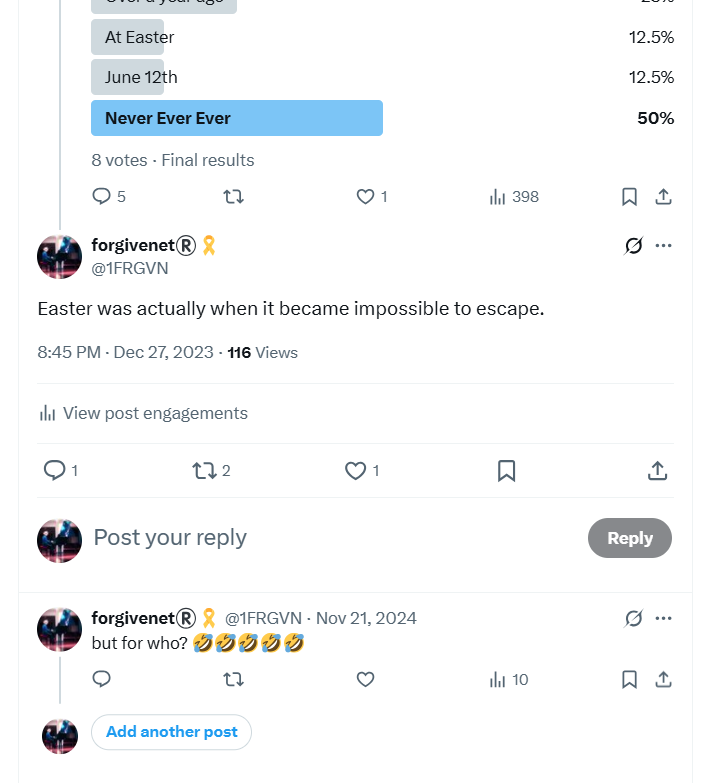 Over a year ago 25%
At Easter 12.5%
June 12th 12.5%
Never Ever Ever 50%
8 votes · Final results
5 1 398
forgivenet®🎗
@1FRGVN
Easter was actually when it became impossible to escape.
8:45 PM · Dec 27, 2023 · 116 Views
View post engagements
1 2 1
Post your reply Reply
forgivenet®🎗 @1FRGVN · Nov 21, 2024
but for who? 🤣🤣🤣🤣🤣
10
Add another post